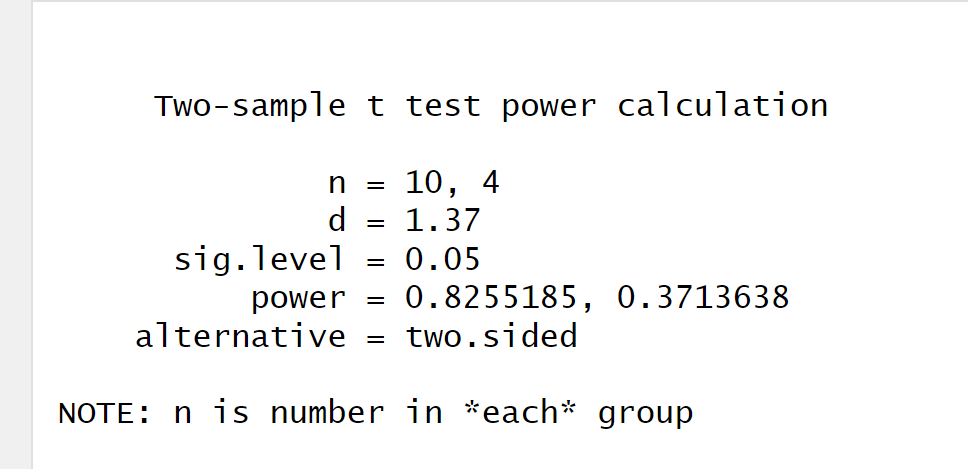 Two-sample t test power calculation
n = 10, 4
d = 1.37
sig.level = 0.05
power = 0.8255185, 0.3713638
alternative = two.sided
NOTE: n is number in *each* group